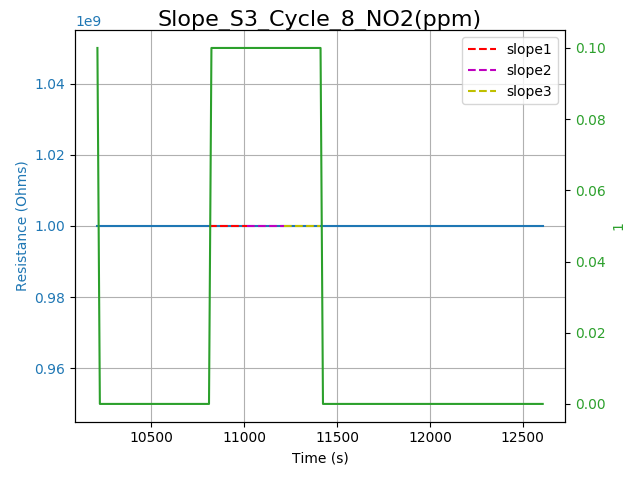 Slope_S3_Cycle_8_NO2(ppm)
1e9
slope1
slope2
slope3
1.04
1.02
1.00
0.98
0.96
Resistance (Ohms)
0.10
0.08
0.06
0.04
0.02
0.00
1
10500 11000 11500 12000 12500
Time (s)